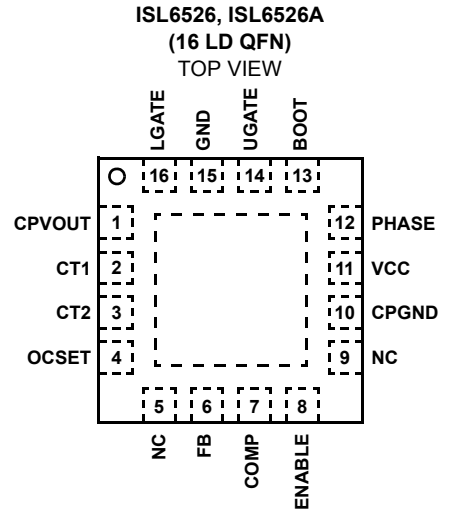 ISL6526, ISL6526A
(16 LD QFN)
TOP VIEW
LGATE
GND
UGATE
BOOT
16
15
14
13
CPVOUT 1
12 PHASE
CT1 2
11 VCC
CT2 3
10 CPGND
OCSET 4
9 NC
5
6
7
8
NC
FB
COMP
ENABLE